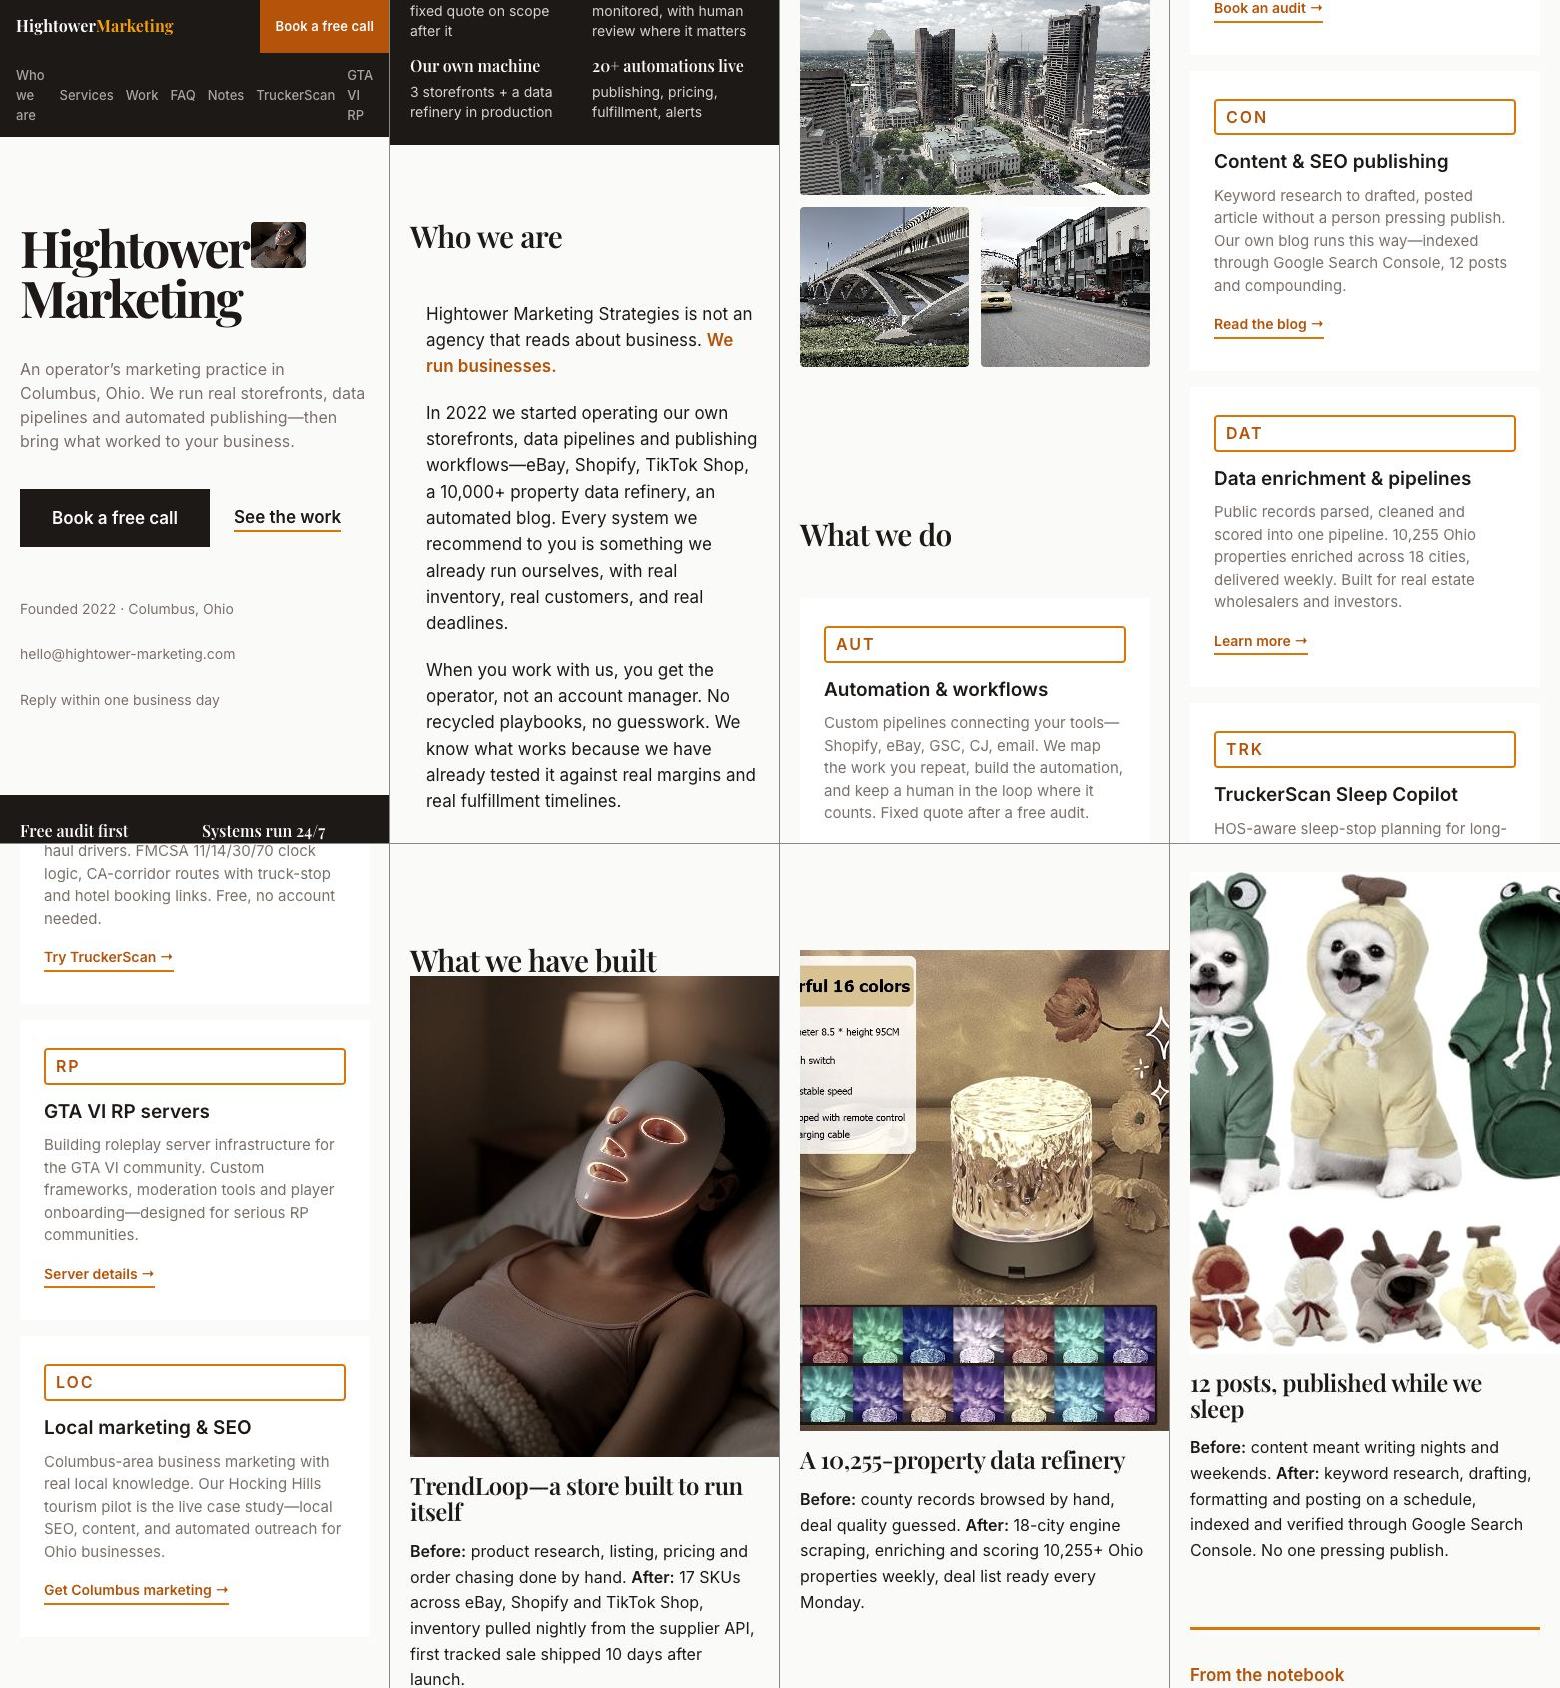 HightowerMarketing
Book a free call
Who we are
Services
Work
FAQ
Notes
TruckerScan
GTA VI RP
Hightower
Marketing
An operator’s marketing practice in
Columbus, Ohio. We run real storefronts, data
pipelines and automated publishing—then
bring what worked to your business.
Book a free call
See the work
Founded 2022 · Columbus, Ohio
hello@hightower-marketing.com
Reply within one business day
Free audit first
Systems run 24/7
fixed quote on scope
after it
monitored, with human
review where it matters
Our own machine
3 storefronts + a data
refinery in production
20+ automations live
publishing, pricing,
fulfillment, alerts
Who we are
Hightower Marketing Strategies is not an
agency that reads about business. We
run businesses.
In 2022 we started operating our own
storefronts, data pipelines and publishing
workflows—eBay, Shopify, TikTok Shop,
a 10,000+ property data refinery, an
automated blog. Every system we
recommend to you is something we
already run ourselves, with real
inventory, real customers, and real
deadlines.
When you work with us, you get the
operator, not an account manager. No
recycled playbooks, no guesswork. We
know what works because we have
already tested it against real margins and
real fulfillment timelines.
What we do
AUT
Automation & workflows
Custom pipelines connecting your tools—
Shopify, eBay, GSC, CJ, email. We map
the work you repeat, build the automation,
and keep a human in the loop where it
counts. Fixed quote after a free audit.
Book an audit →
CON
Content & SEO publishing
Keyword research to drafted, posted
article without a person pressing publish.
Our own blog runs this way—indexed
through Google Search Console, 12 posts
and compounding.
Read the blog →
DAT
Data enrichment & pipelines
Public records parsed, cleaned and
scored into one pipeline. 10,255 Ohio
properties enriched across 18 cities,
delivered weekly. Built for real estate
wholesalers and investors.
Learn more →
TRK
TruckerScan Sleep Copilot
HOS-aware sleep-stop planning for long-
haul drivers. FMCSA 11/14/30/70 clock
logic, CA-corridor routes with truck-stop
and hotel booking links. Free, no account
needed.
Try TruckerScan →
RP
GTA VI RP servers
Building roleplay server infrastructure for
the GTA VI community. Custom
frameworks, moderation tools and player
onboarding—designed for serious RP
communities.
Server details →
LOC
Local marketing & SEO
Columbus-area business marketing with
real local knowledge. Our Hocking Hills
tourism pilot is the live case study—local
SEO, content, and automated outreach for
Ohio businesses.
Get Columbus marketing →
What we have built
TrendLoop—a store built to run
itself
Before: product research, listing, pricing and
order chasing done by hand. After: 17 SKUs
across eBay, Shopify and TikTok Shop,
inventory pulled nightly from the supplier API,
first tracked sale shipped 10 days after
launch.
rful 16 colors
eter 8.5 * height 95CM
h switch
stable speed
pped with remote control
arging cable
A 10,255-property data refinery
Before: county records browsed by hand,
deal quality guessed. After: 18-city engine
scraping, enriching and scoring 10,255+ Ohio
properties weekly, deal list ready every
Monday.
12 posts, published while we
sleep
Before: content meant writing nights and
weekends. After: keyword research, drafting,
formatting and posting on a schedule,
indexed and verified through Google Search
Console. No one pressing publish.
From the notebook